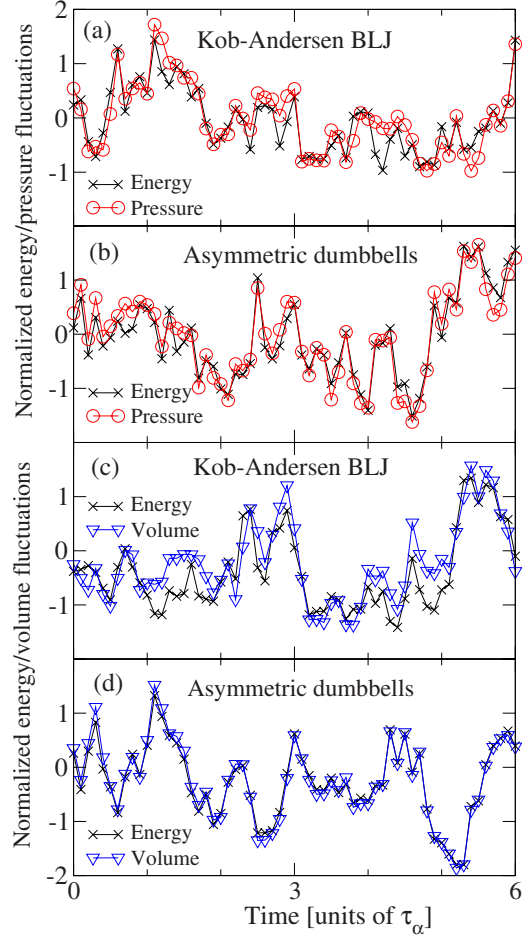 2
(a)
Kob-Andersen BLJ
1
0
-1
Energy
Pressure
(b)
Asymmetric dumbbells
1
0
-1
Energy
Pressure
Normalized energy/pressure fluctuations
(c)
Kob-Andersen BLJ
Energy
Volume
1
0
-1
(d)
Asymmetric dumbbells
1
0
-1
-2
Energy
Volume
Normalized energy/volume fluctuations
0
3
6
Time [units of τα]